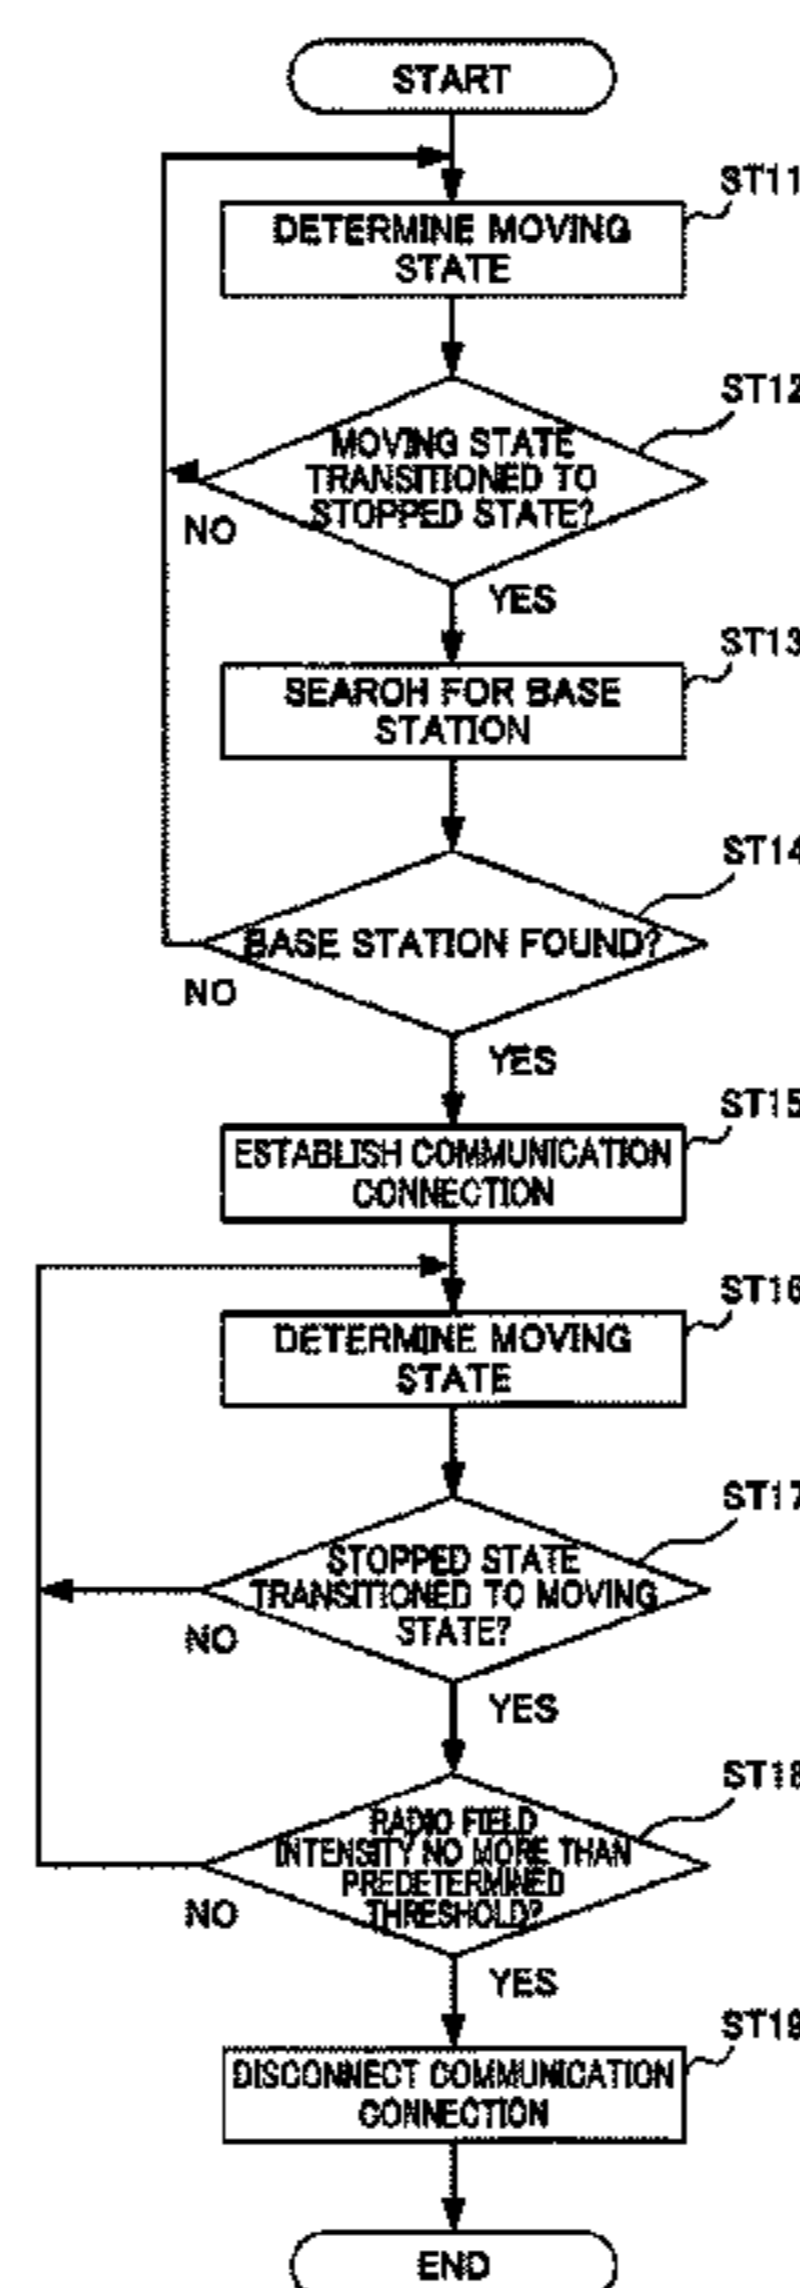 START
ST11
DETERMINE MOVING
STATE
ST12
MOVING STATE
TRANSITIONED TO
STOPPED STATE?
NO
YES
ST13
SEARCH FOR BASE
STATION
ST14
BASE STATION FOUND?
NO
YES
ST15
ESTABLISH COMMUNICATION
CONNECTION
ST16
DETERMINE MOVING
STATE
ST17
STOPPED STATE
TRANSITIONED TO MOVING
STATE?
NO
YES
ST18
RADIO FIELD
INTENSITY NO MORE THAN
PREDETERMINED
THRESHOLD?
NO
YES
ST19
DISCONNECT COMMUNICATION
CONNECTION
END